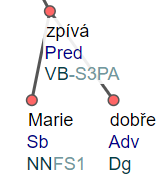 zpívá
Pred
VB-S3PA
Marie
Sb
NNFS1
dobře
Adv
Dg